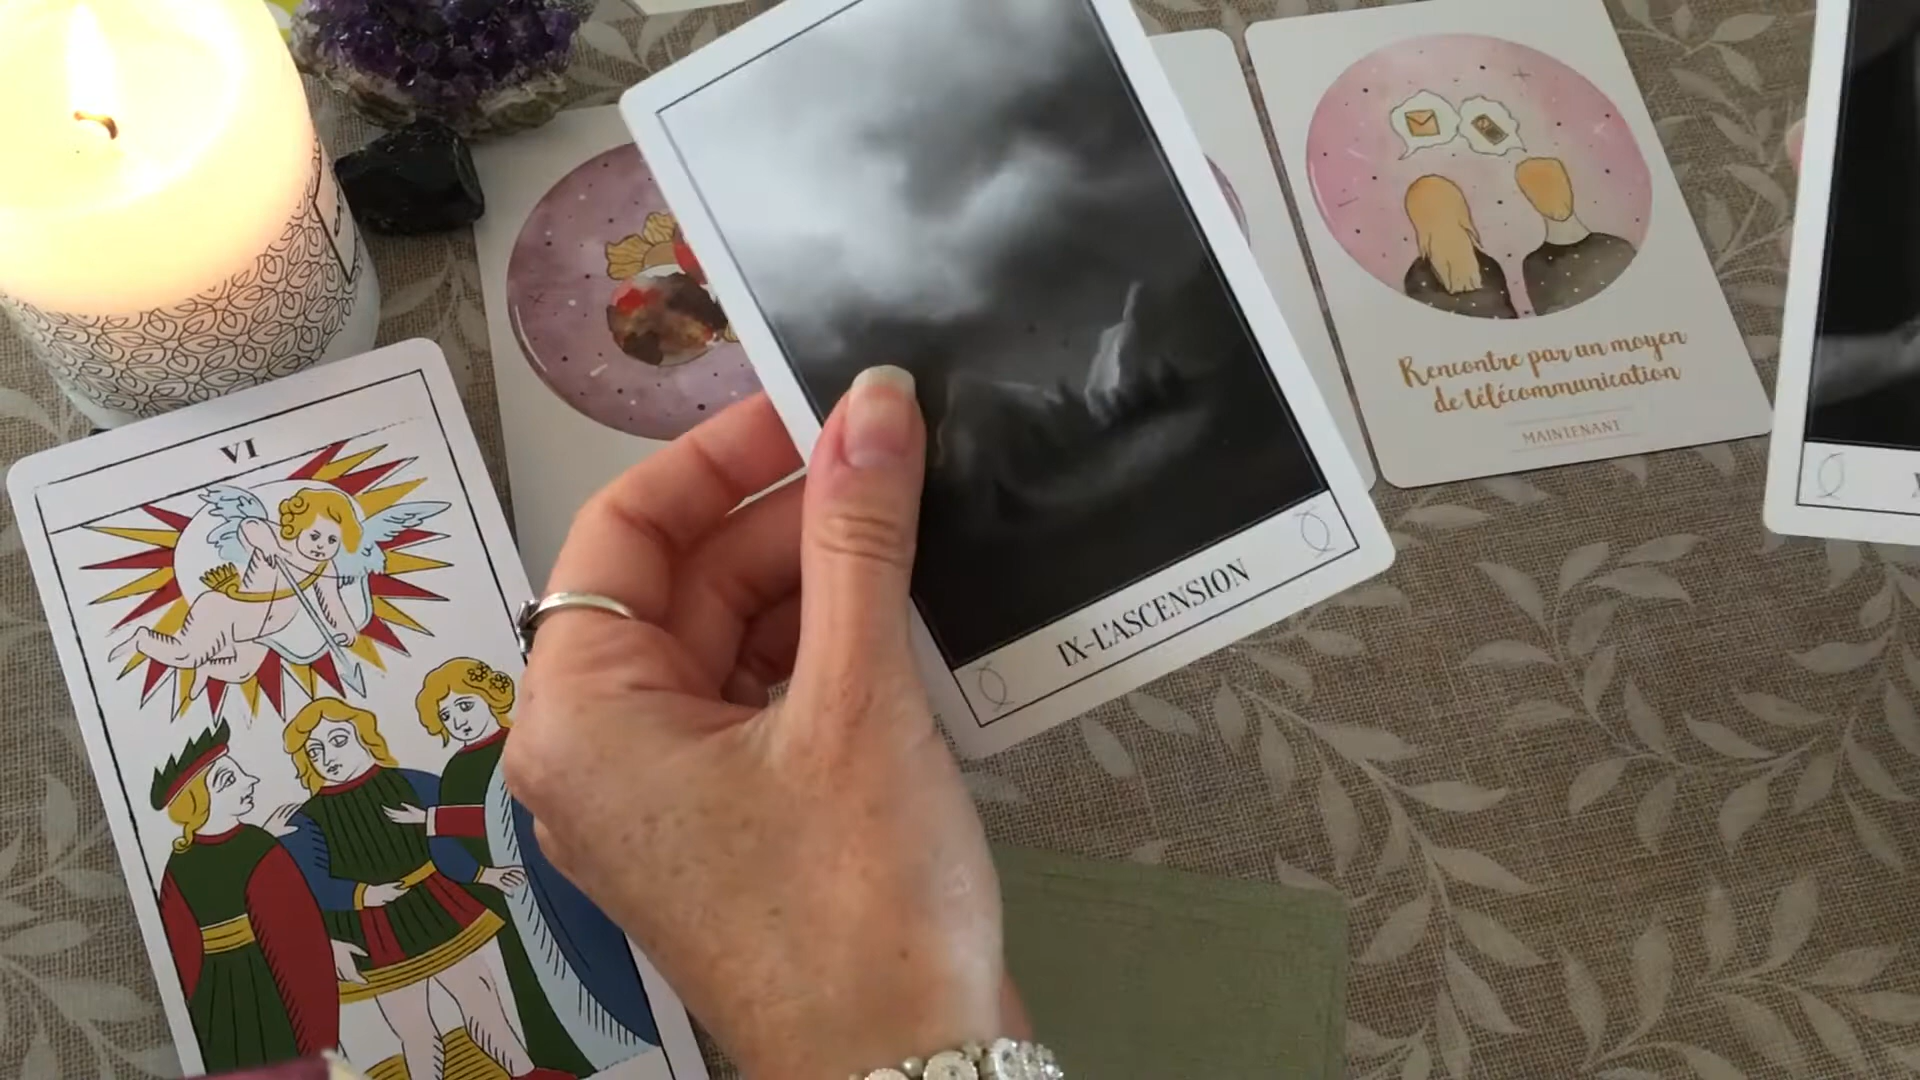 VI
IX-L'ASCENSION
Rencontre par un moyen
de télécommunication
MAINTENANT